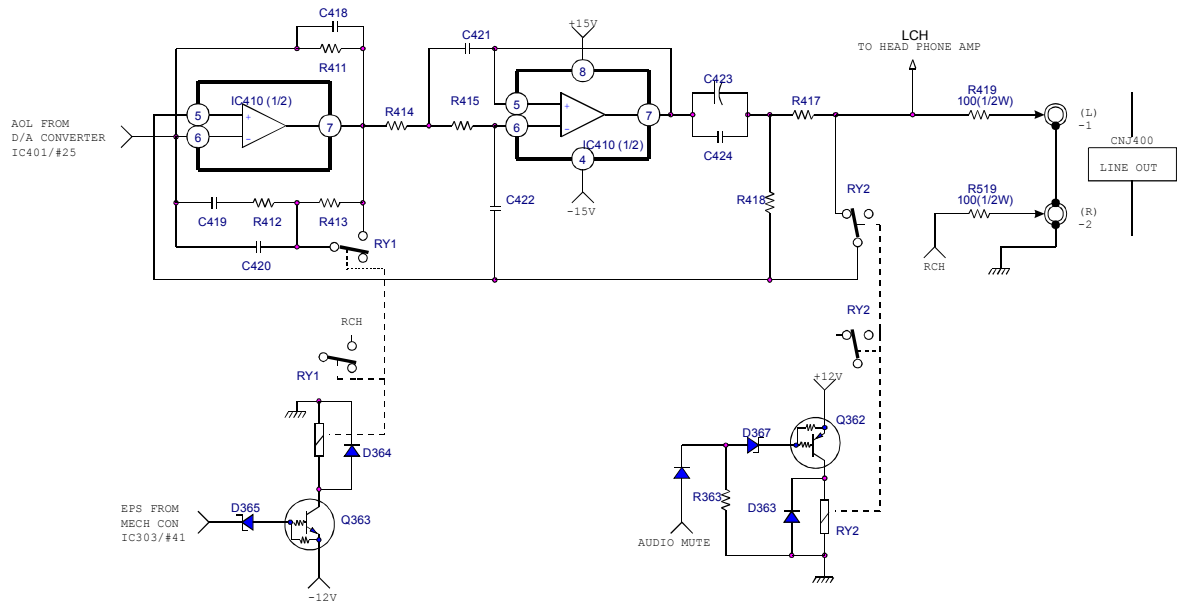 C418
R411
IC410 (1/2)
5
+
6
−
7
AOL FROM
D/A CONVERTER
IC401/#25
C419
R412
R413
C420
RY1
R414
C421
R415
C422
+15V
8
5
+
6
−
7
IC410 (1/2)
4
-15V
C423
C424
R417
R418
LCH
TO HEAD PHONE AMP
RY2
R419
100(1/2W)
(L)
-1
R519
100(1/2W)
(R)
-2
RCH
CNJ400
LINE OUT
RCH
RY1
D364
EPS FROM
MECH CON
IC303/#41
D365
Q363
-12V
RY2
+12V
Q362
D367
R363
D363
RY2
AUDIO MUTE